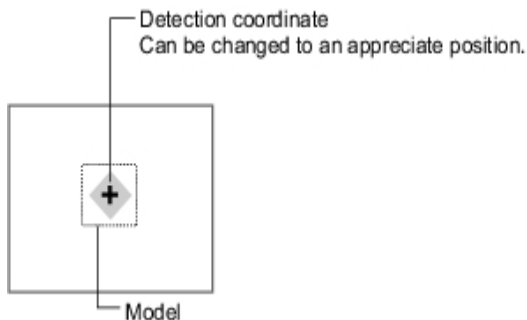 Detection coordinate
Can be changed to an appreciate position.
Model